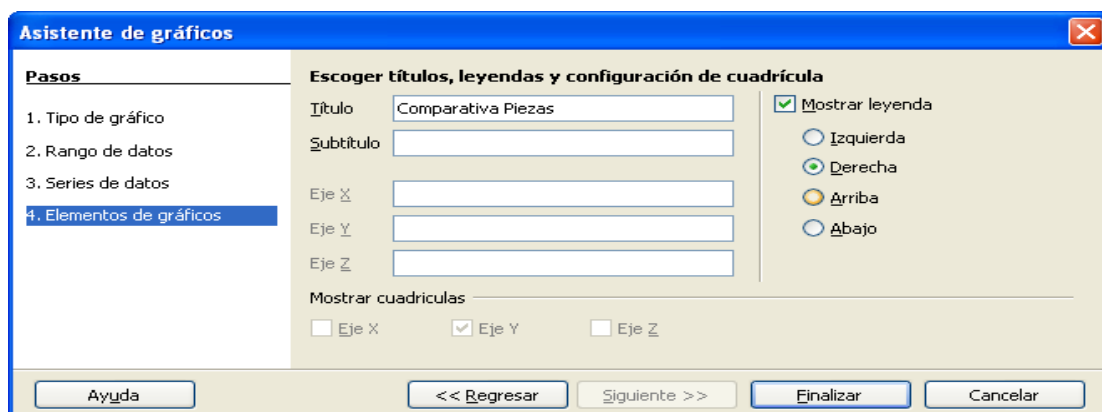 Asistente de gráficos
Pasos
1. Tipo de gráfico
2. Rango de datos
3. Series de datos
4. Elementos de gráficos
Escoger títulos, leyendas y configuración de cuadrícula
Título Comparativa Piezas
Subtítulo
Eje X
Eje Y
Eje Z
Mostrar leyenda
Izquierda
Derecha
Arriba
Abajo
Mostrar cuadriculas
Eje X Eje Y Eje Z
Ayuda << Regresar Siguiente >> Finalizar Cancelar